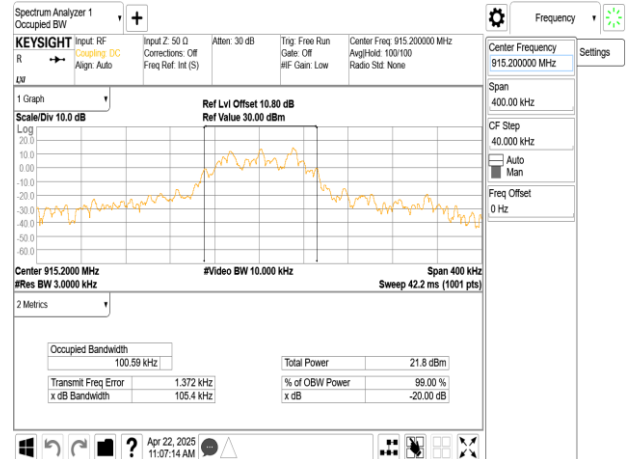 Spectrum Analyzer 1
Occupied BW
Frequency
KEYSIGHT
R
LXI
Input: RF
Coupling: DC
Align: Auto
Input Z: 50 Ω
Corrections: Off
Freq Ref: Int (S)
Atten: 30 dB
Trig: Free Run
Gate: Off
#IF Gain: Low
Center Freq: 915.200000 MHz
Avg|Hold: 100/100
Radio Std: None
Center Frequency
915.200000 MHz
Settings
Span
400.00 kHz
CF Step
40.000 kHz
Auto
Man
Freq Offset
0 Hz
1 Graph
Scale/Div 10.0 dB
Ref Lvl Offset 10.80 dB
Ref Value 30.00 dBm
Log
20.0
10.0
0.00
-10.0
-20.0
-30.0
-40.0
-50.0
-60.0
Center 915.2000 MHz
#Res BW 3.0000 kHz
#Video BW 10.000 kHz
Span 400 kHz
Sweep 42.2 ms (1001 pts)
2 Metrics
Occupied Bandwidth
100.59 kHz
Total Power 21.8 dBm
Transmit Freq Error 1.372 kHz
% of OBW Power 99.00 %
x dB Bandwidth 105.4 kHz
x dB -20.00 dB
?
Apr 22, 2025
11:07:14 AM